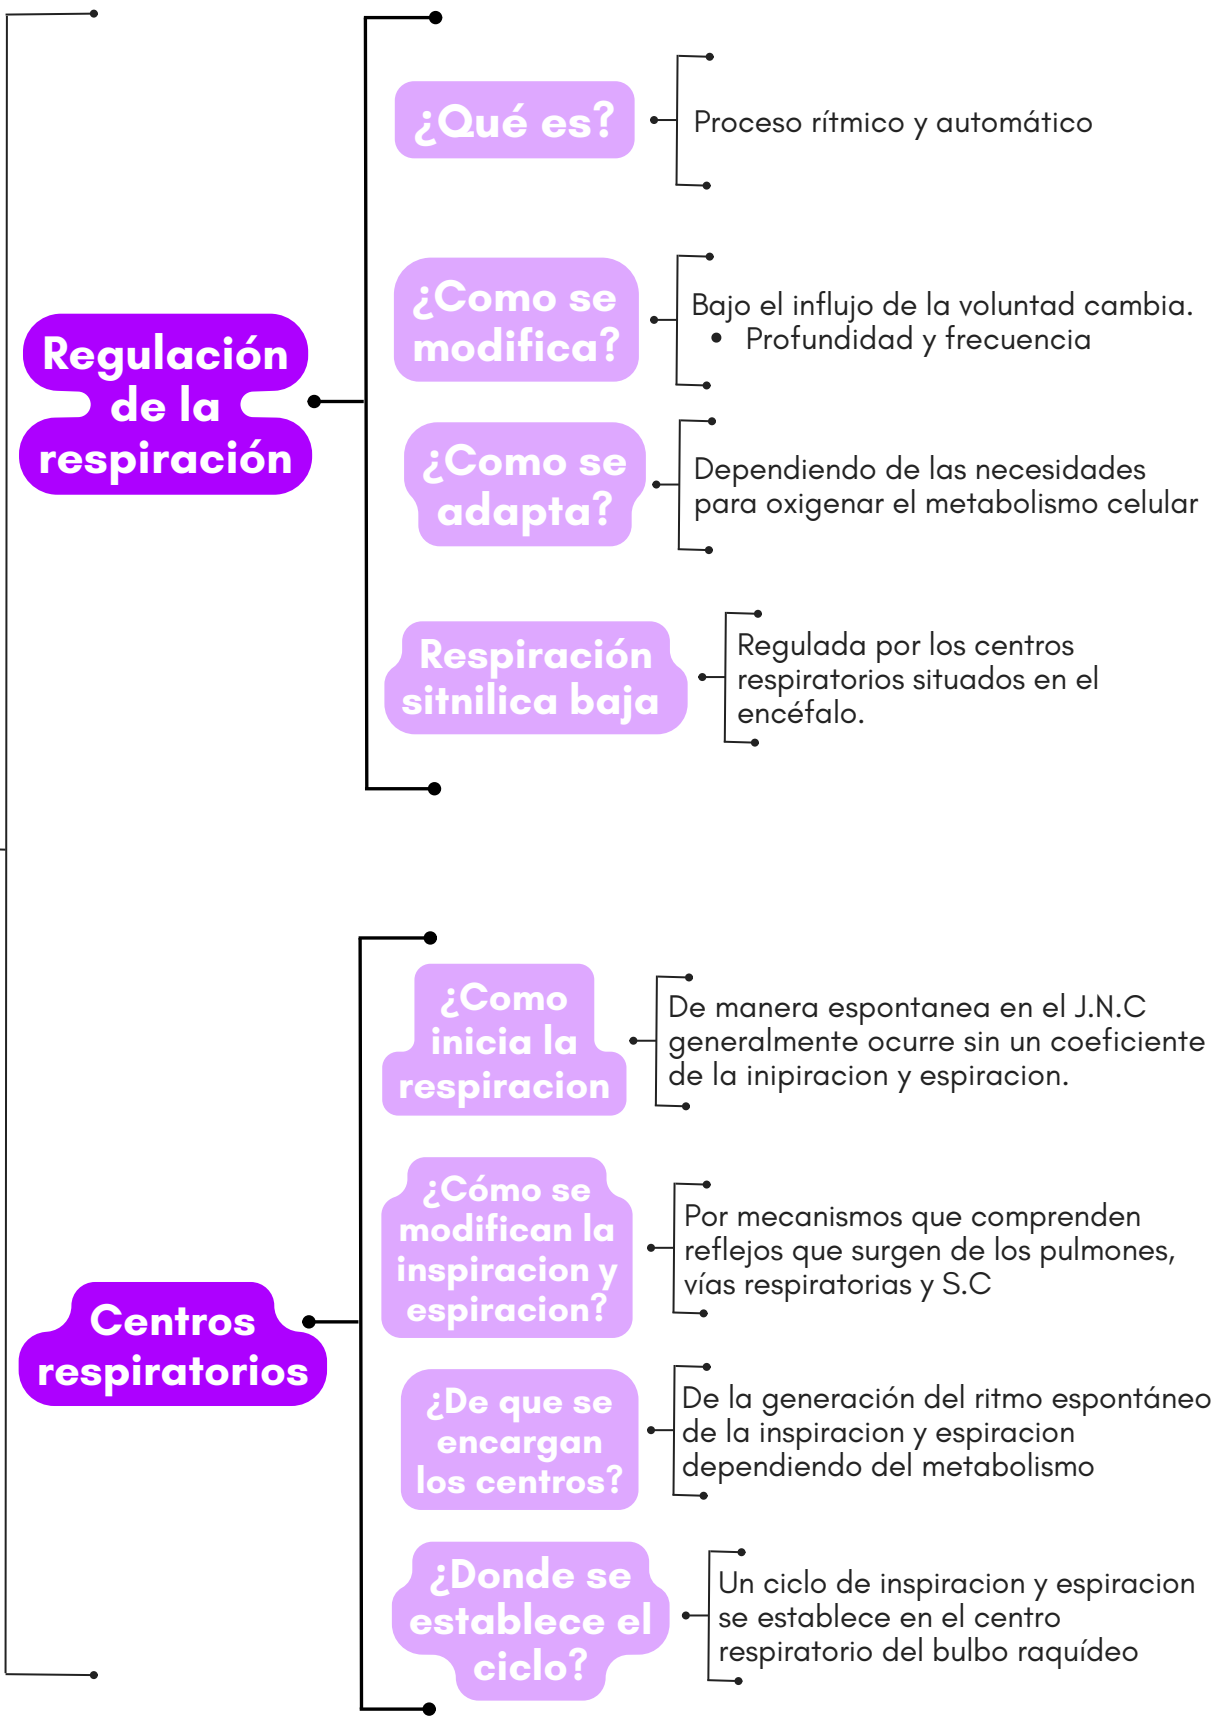 Regulación
de la
respiración
¿Qué es?
Proceso rítmico y automático
¿Como se
modifica?
Bajo el influjo de la voluntad cambia.
• Profundidad y frecuencia
¿Como se
adapta?
Dependiendo de las necesidades
para oxigenar el metabolismo celular
Respiración
sitnilica baja
Regulada por los centros
respiratorios situados en el
encéfalo.
Centros
respiratorios
¿Como
inicia la
respiracion
De manera espontanea en el J.N.C
generalmente ocurre sin un coeficiente
de la inipiracion y espiracion.
¿Cómo se
modifican la
inspiracion y
espiracion?
Por mecanismos que comprenden
reflejos que surgen de los pulmones,
vías respiratorias y S.C
¿De que se
encargan
los centros?
De la generación del ritmo espontáneo
de la inspiracion y espiracion
dependiendo del metabolismo
¿Donde se
establece el
ciclo?
Un ciclo de inspiracion y espiracion
se establece en el centro
respiratorio del bulbo raquídeo